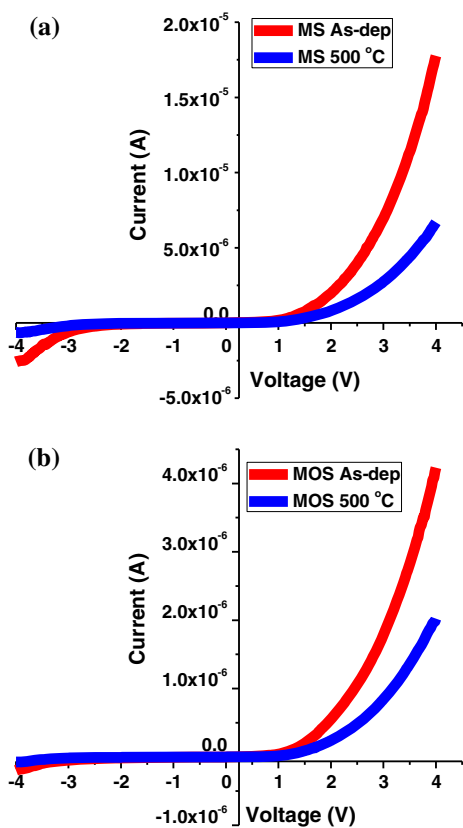 (a)
2.0x10⁻⁵
MS As-dep
MS 500 °C
1.5x10⁻⁵
1.0x10⁻⁵
5.0x10⁻⁶
0.0
-4 -3 -2 -1 0 1 2 3 4
-5.0x10⁻⁶
Current (A)
Voltage (V)
(b)
4.0x10⁻⁶
MOS As-dep
MOS 500 °C
3.0x10⁻⁶
2.0x10⁻⁶
1.0x10⁻⁶
0.0
-4 -3 -2 -1 0 1 2 3 4
-1.0x10⁻⁶
Current (A)
Voltage (V)